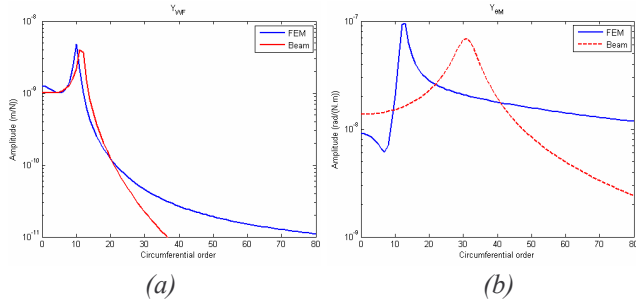 Y_WF
10^-8
10^-9
10^-10
10^-11
Amplitude (m/N)
0 10 20 30 40 50 60 70 80
Circumferential order
FEM
Beam
(a)
Y_θM
10^-7
10^-8
10^-9
Amplitude (rad/(N.m))
0 10 20 30 40 50 60 70 80
Circumferential order
FEM
Beam
(b)